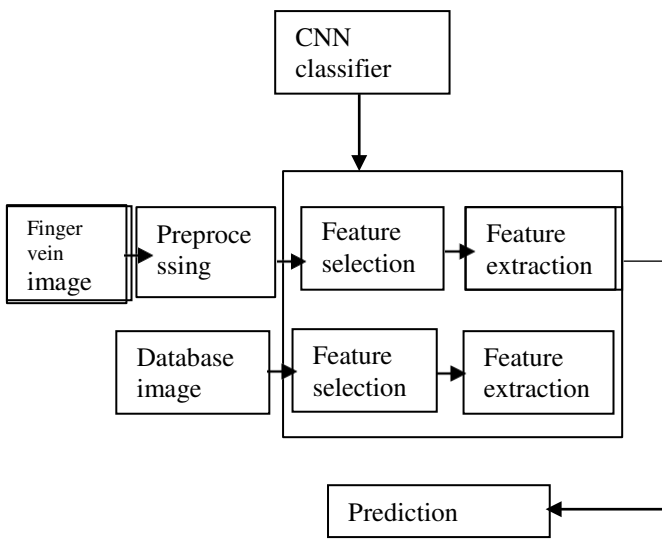 CNN
classifier
Finger
vein
image
Preproce
ssing
Feature
selection
Feature
extraction
Database
image
Feature
selection
Feature
extraction
Prediction